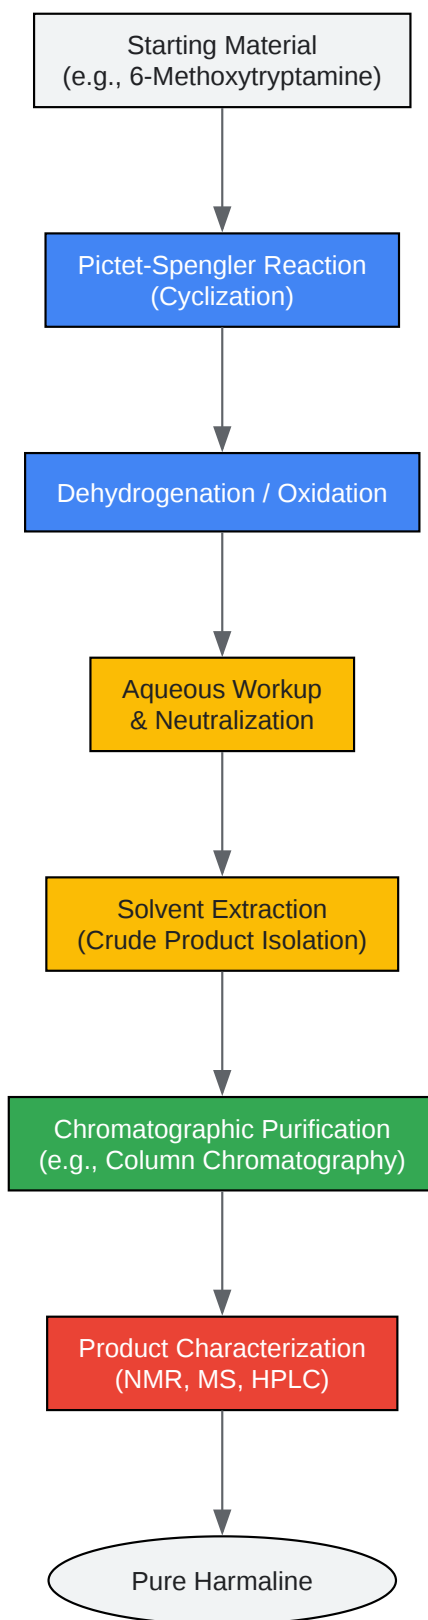 Starting Material
(e.g., 6-Methoxytryptamine)
Pictet-Spengler Reaction
(Cyclization)
Dehydrogenation / Oxidation
Aqueous Workup
& Neutralization
Solvent Extraction
(Crude Product Isolation)
Chromatographic Purification
(e.g., Column Chromatography)
Product Characterization
(NMR, MS, HPLC)
Pure Harmaline